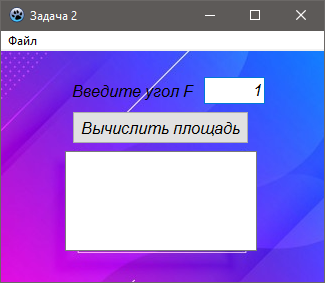 Задача 2
Файл
Введите угол F 1
Вычислить площадь